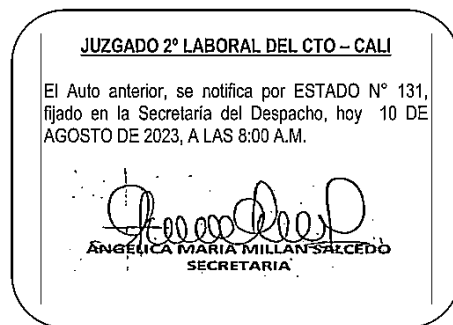 JUZGADO 2º LABORAL DEL CTO – CALI
El Auto anterior, se notifica por ESTADO N° 131,
fijado en la Secretaría del Despacho, hoy 10 DE
AGOSTO DE 2023, A LAS 8:00 A.M.
ANGELICA MARIA MILLAN SALCEDO
SECRETARIA